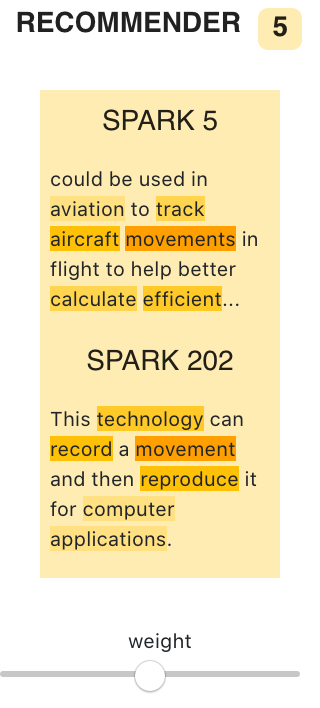 RECOMMENDER 5
SPARK 5
could be used in
aviation to track
aircraft movements in
flight to help better
calculate efficient...
SPARK 202
This technology can
record a movement
and then reproduce it
for computer
applications.
weight